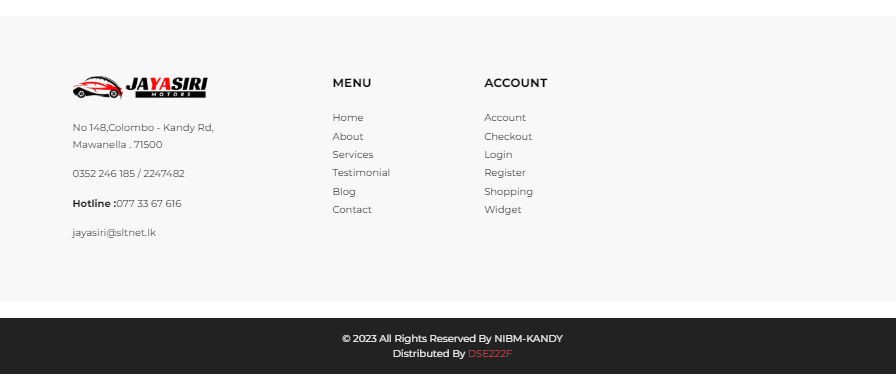 JAYASIRI
MOTORS
No 148,Colombo - Kandy Rd,
Mawanella . 71500
0352 246 185 / 2247482
Hotline :077 33 67 616
jayasiri@sltnet.lk
MENU
Home
About
Services
Testimonial
Blog
Contact
ACCOUNT
Account
Checkout
Login
Register
Shopping
Widget
© 2023 All Rights Reserved By NIBM-KANDY
Distributed By DSE222F